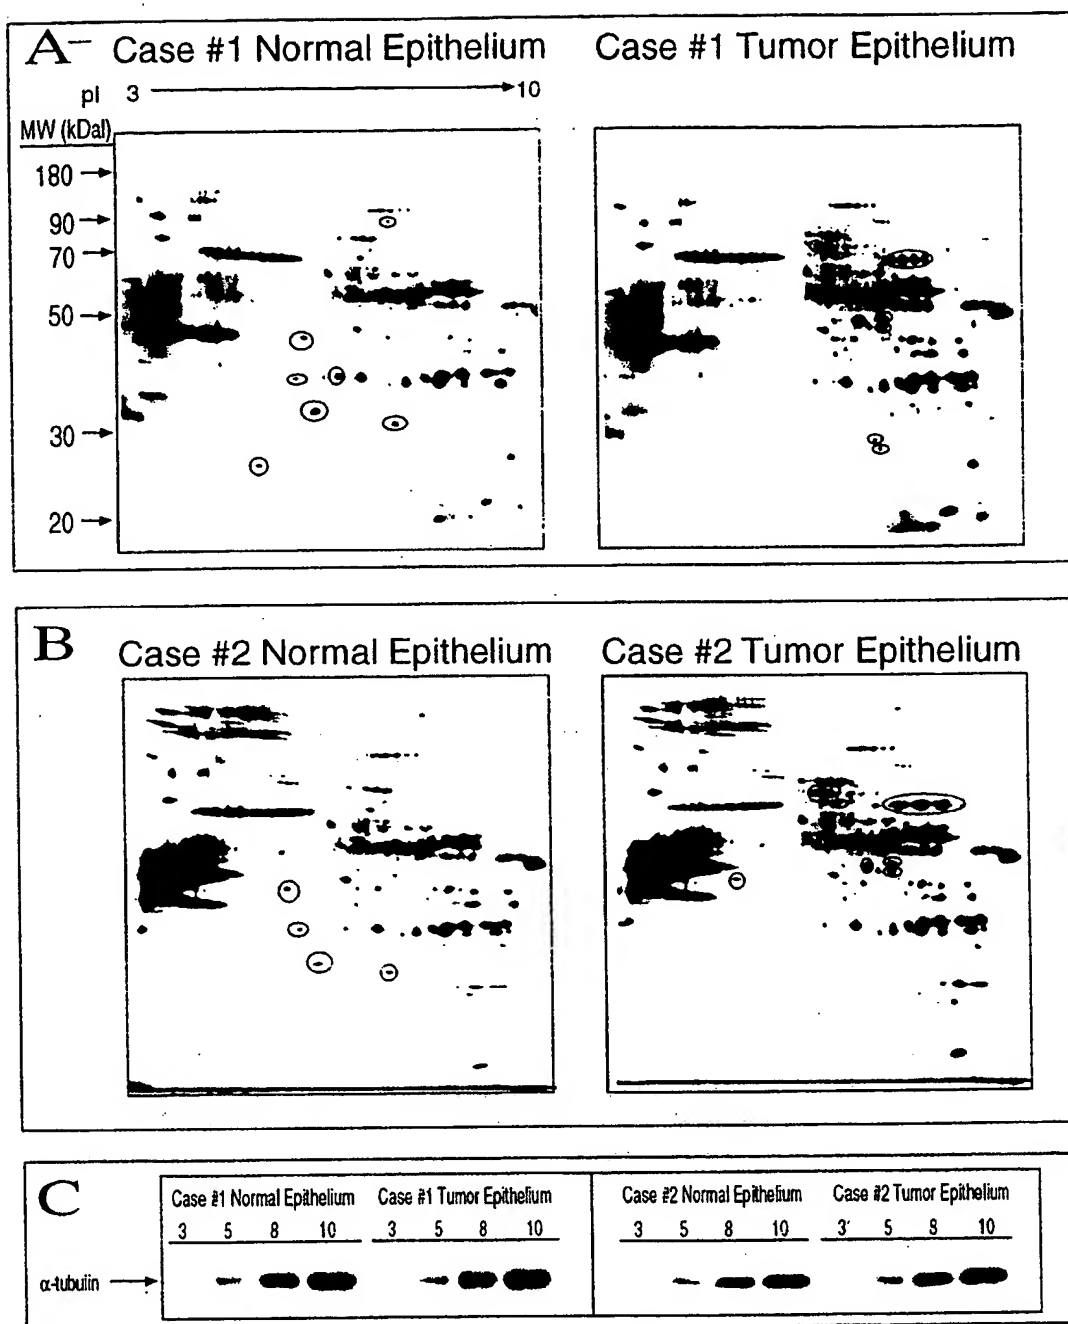 A
Case #1 Normal Epithelium
Case #1 Tumor Epithelium
pI 3 10
MW (kDal)
180
90
70
50
30
20
B
Case #2 Normal Epithelium
Case #2 Tumor Epithelium
C
Case #1 Normal Epithelium
Case #1 Tumor Epithelium
Case #2 Normal Epithelium
Case #2 Tumor Epithelium
3 5 8 10
3 5 8 10
3 5 8 10
3 5 8 10
α-tubulin